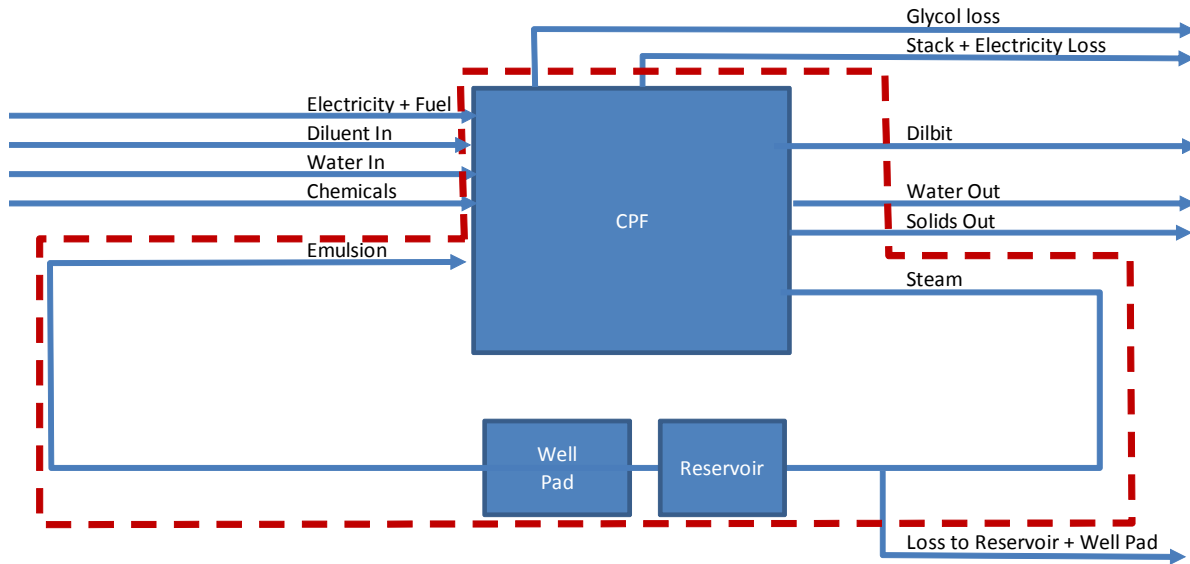 Glycol loss
Stack + Electricity Loss
Electricity + Fuel
Diluent In
Dilbit
Water In
Chemicals
Water Out
CPF
Solids Out
Emulsion
Steam
Well
Pad
Reservoir
Loss to Reservoir + Well Pad